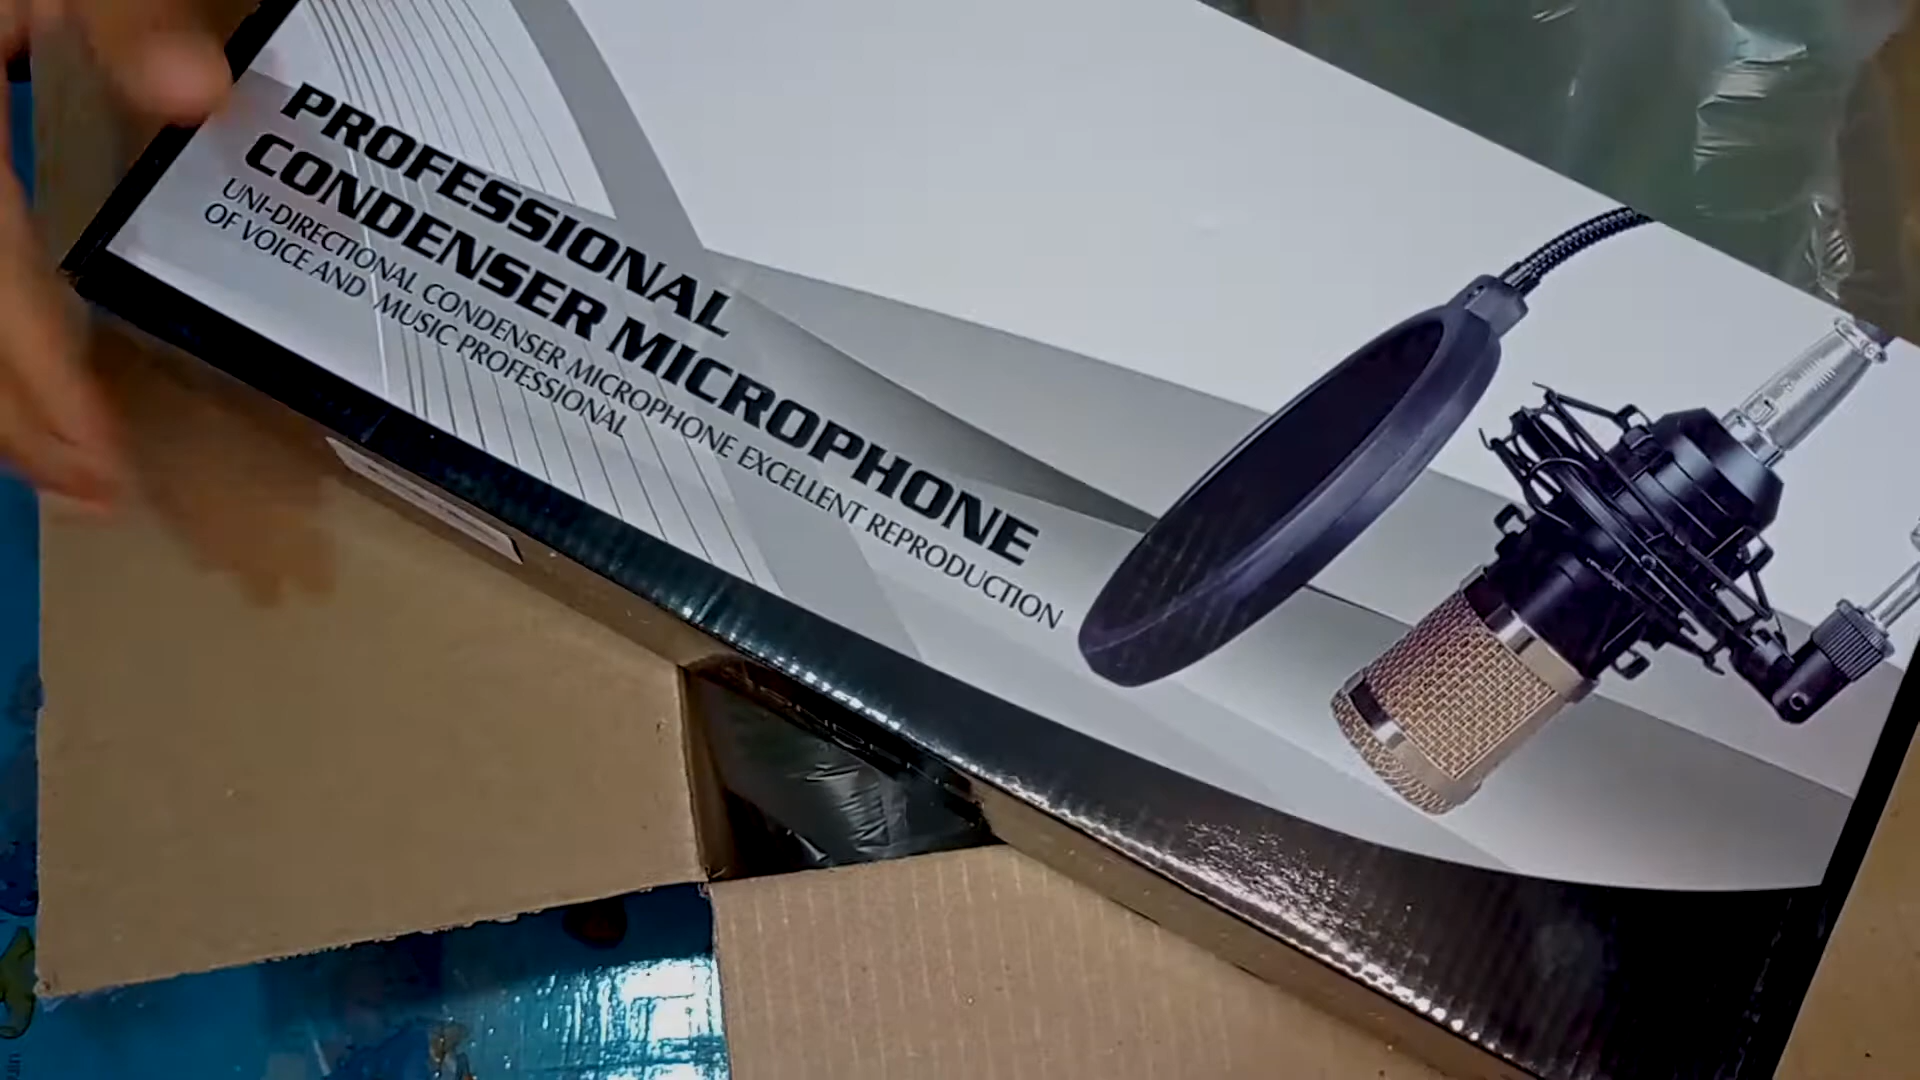 PROFESSIONAL
CONDENSER MICROPHONE
UNI-DIRECTIONAL CONDENSER MICROPHONE EXCELLENT REPRODUCTION
OF VOICE AND MUSIC PROFESSIONAL